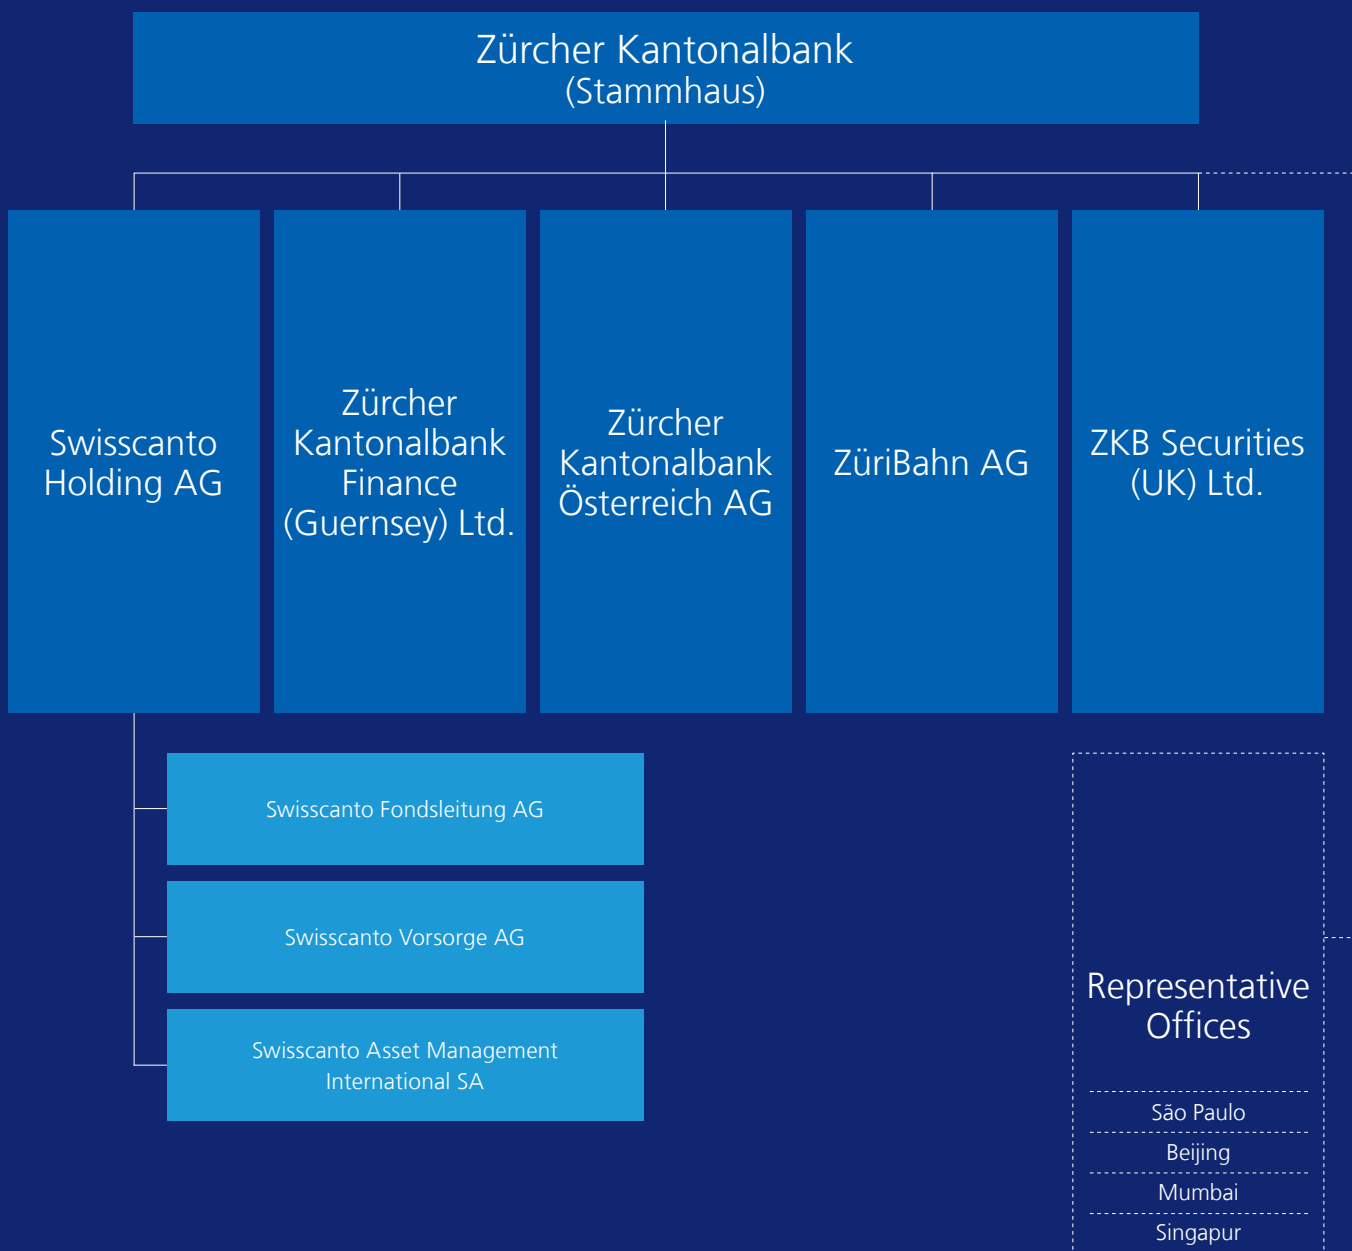 Zürcher Kantonalbank
(Stammhaus)
Swisscanto
Holding AG
Zürcher
Kantonalbank
Finance
(Guernsey) Ltd.
Zürcher
Kantonalbank
Österreich AG
ZüriBahn AG
ZKB Securities
(UK) Ltd.
Swisscanto Fondsleitung AG
Swisscanto Vorsorge AG
Swisscanto Asset Management
International SA
Representative
Offices
São Paulo
Beijing
Mumbai
Singapur